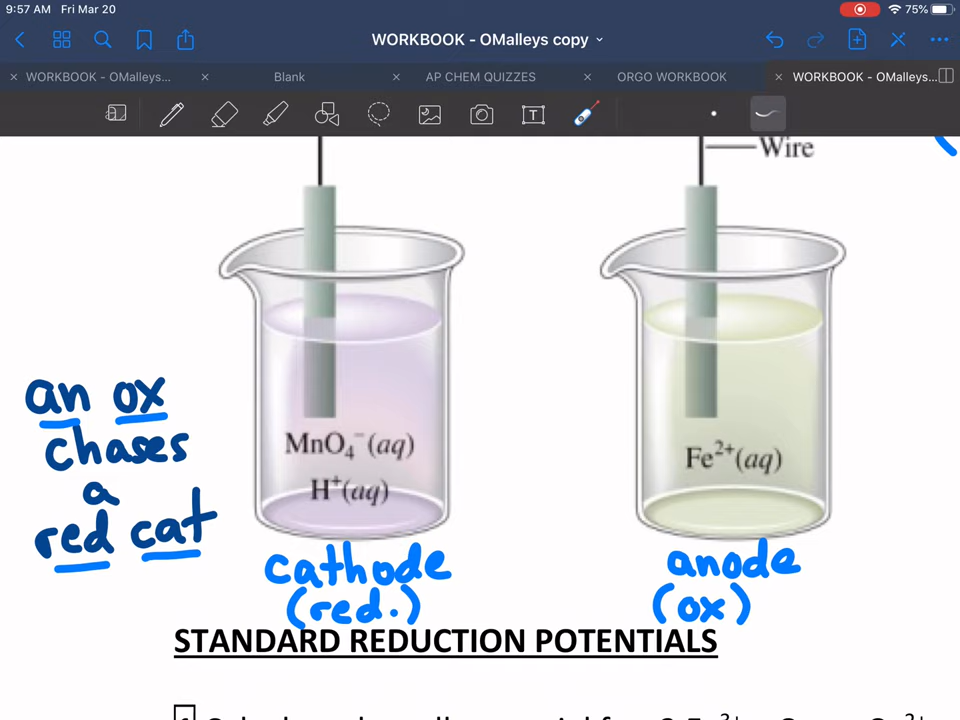 9:57 AM Fri Mar 20
75%
WORKBOOK - OMalleys copy
WORKBOOK - OMalleys...
Blank
AP CHEM QUIZZES
ORGO WORKBOOK
WORKBOOK - OMalleys...
Wire
an ox
chases
a
red cat
MnO₄⁻(aq)
H⁺(aq)
Fe²⁺(aq)
cathode
(red.)
anode
(ox)
STANDARD REDUCTION POTENTIALS